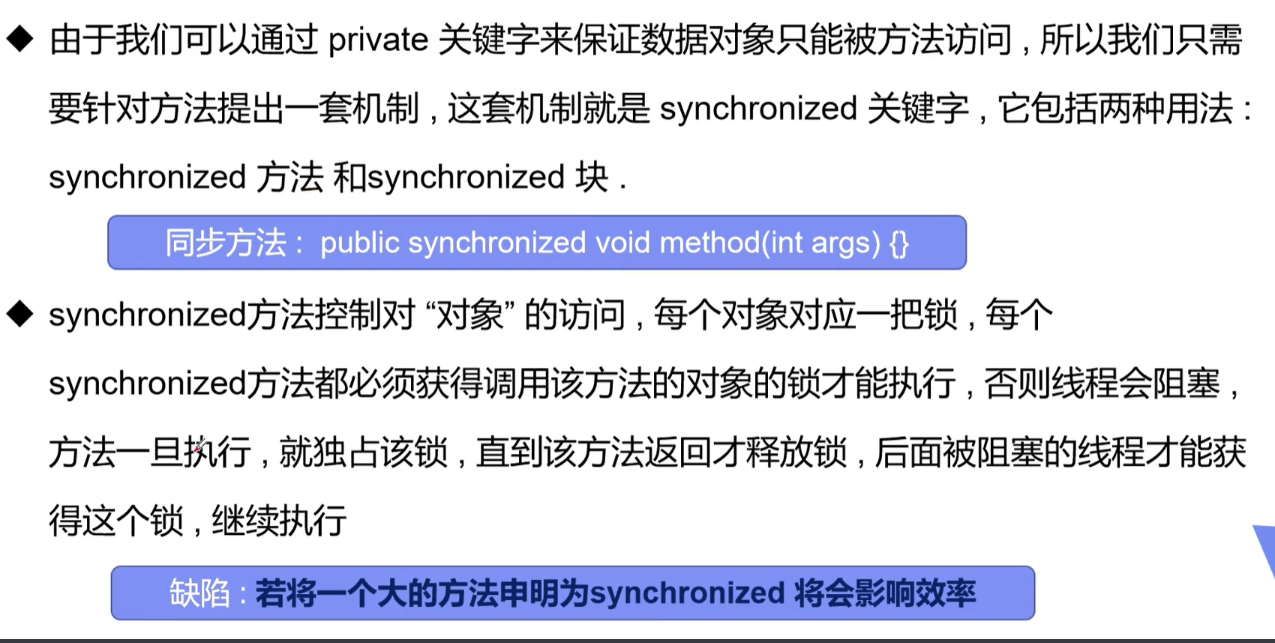 由于我们可以通过 private 关键字来保证数据对象只能被方法访问 , 所以我们只需
要针对方法提出一套机制 , 这套机制就是 synchronized 关键字 , 它包括两种用法 :
synchronized 方法 和synchronized 块 .
同步方法 : public synchronized void method(int args) {}
synchronized方法控制对 “对象” 的访问 , 每个对象对应一把锁 , 每个
synchronized方法都必须获得调用该方法的对象的锁才能执行 , 否则线程会阻塞 ,
方法一旦执行 , 就独占该锁 , 直到该方法返回才释放锁 , 后面被阻塞的线程才能获
得这个锁 , 继续执行
缺陷 : 若将一个大的方法申明为synchronized 将会影响效率